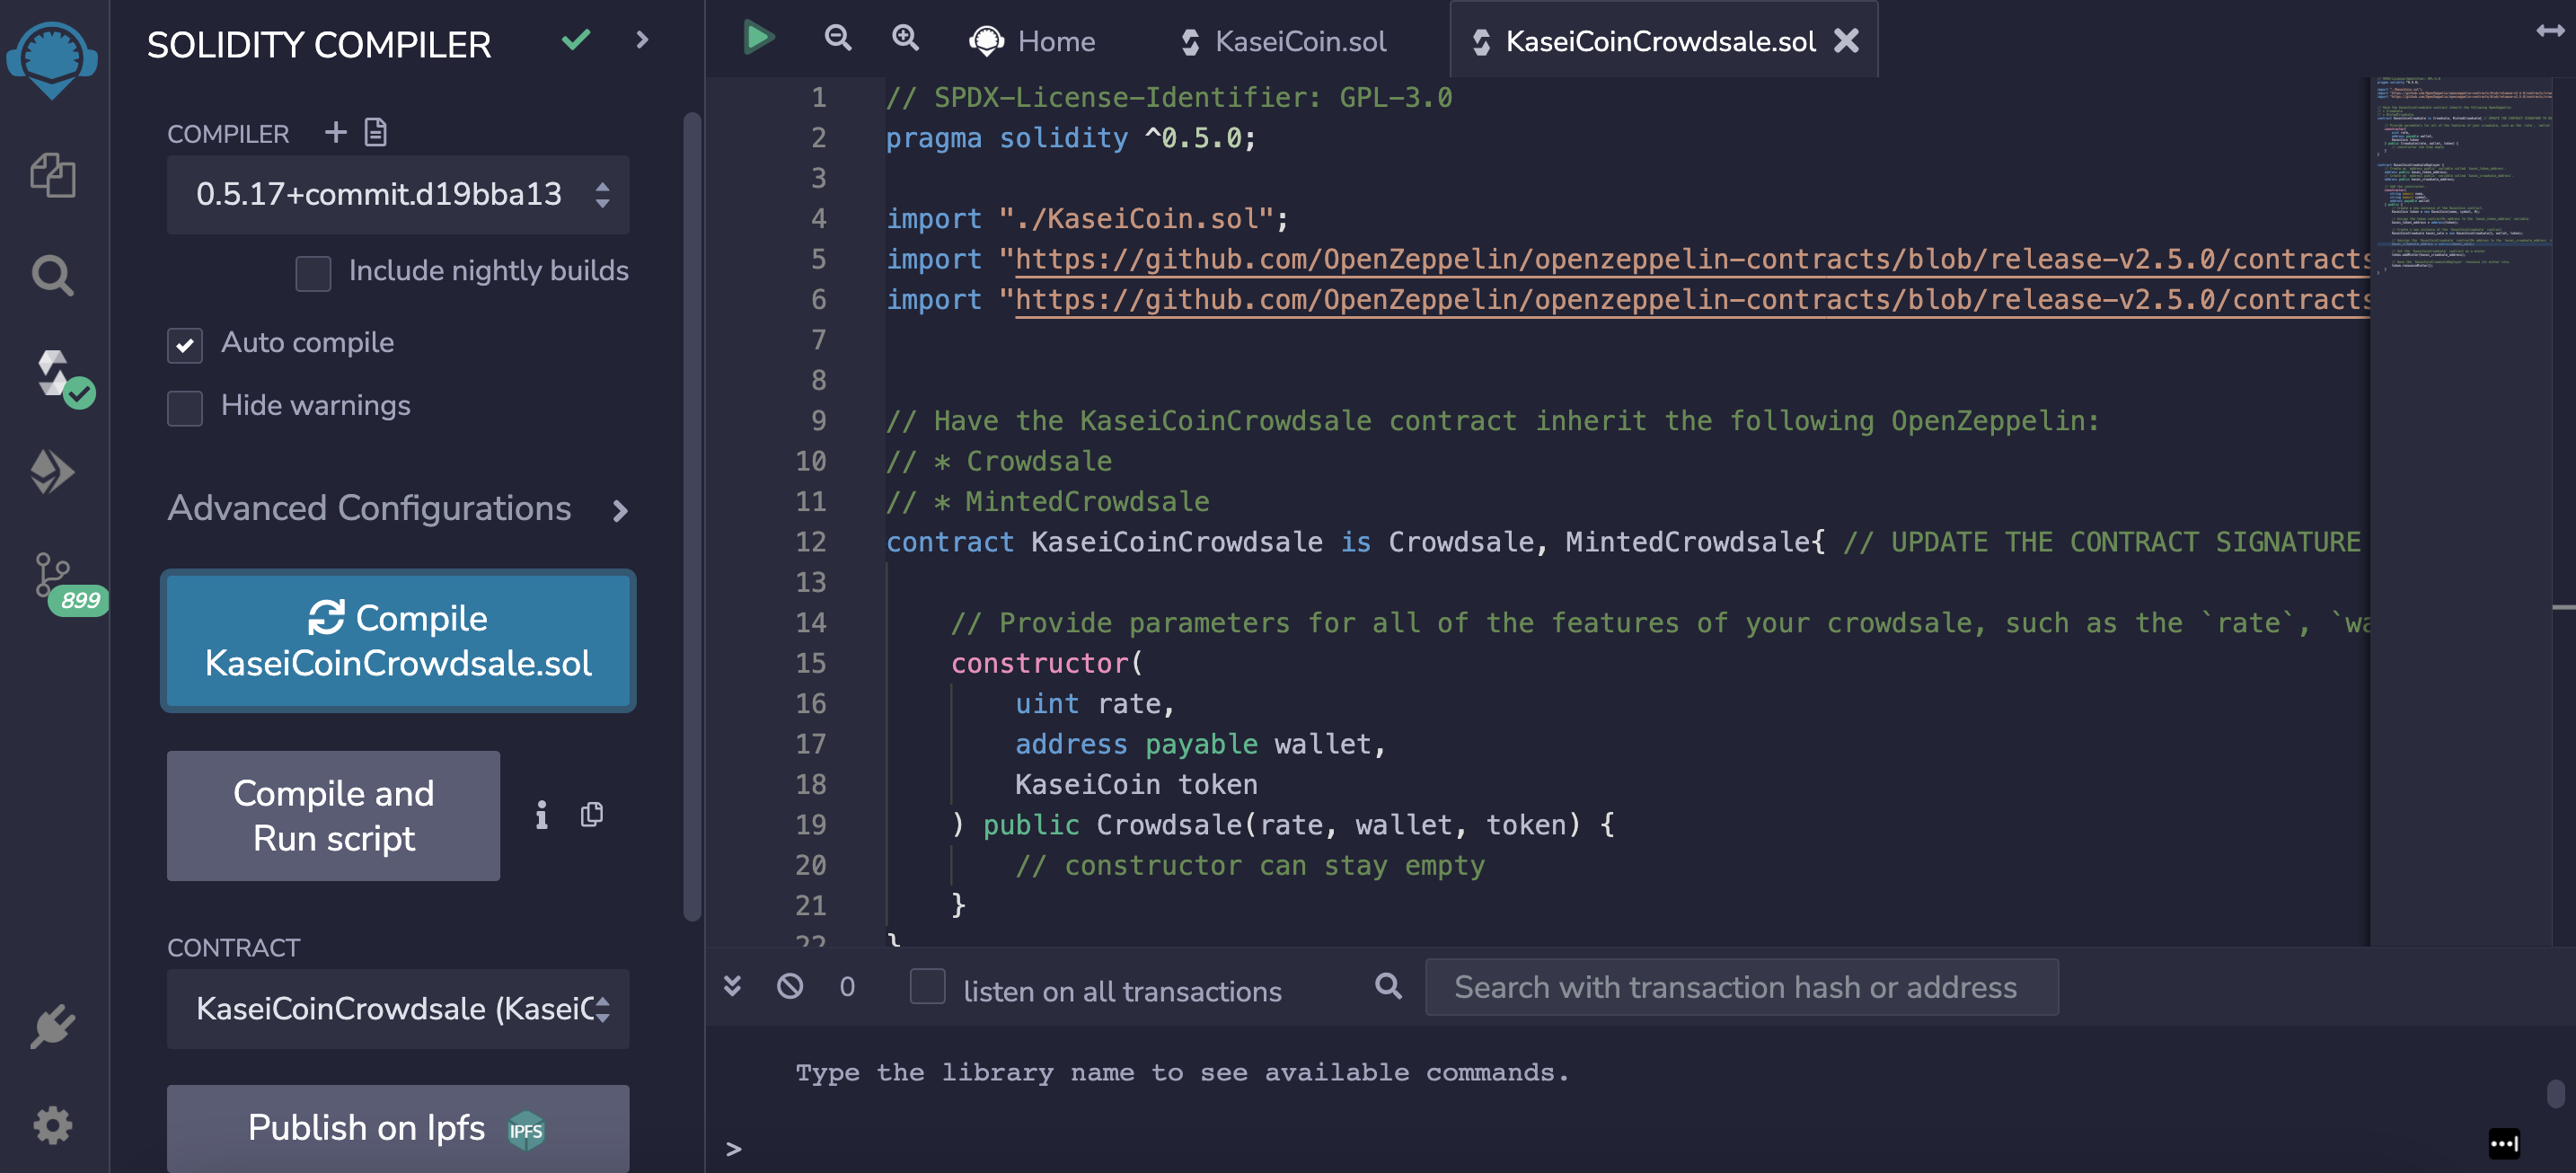 SOLIDITY COMPILER
COMPILER
0.5.17+commit.d19bba13
Include nightly builds
Auto compile
Hide warnings
Advanced Configurations
Compile
KaseiCoinCrowdsale.sol
Compile and
Run script
CONTRACT
KaseiCoinCrowdsale (KaseiC
Publish on Ipfs
IPFS
899
Home
KaseiCoin.sol
KaseiCoinCrowdsale.sol
1 // SPDX-License-Identifier: GPL-3.0
2 pragma solidity ^0.5.0;
3
4 import "./KaseiCoin.sol";
5 import "https://github.com/OpenZeppelin/openzeppelin-contracts/blob/release-v2.5.0/contracts
6 import "https://github.com/OpenZeppelin/openzeppelin-contracts/blob/release-v2.5.0/contracts
7
8
9 // Have the KaseiCoinCrowdsale contract inherit the following OpenZeppelin:
10 // * Crowdsale
11 // * MintedCrowdsale
12 contract KaseiCoinCrowdsale is Crowdsale, MintedCrowdsale{ // UPDATE THE CONTRACT SIGNATURE
13
14 // Provide parameters for all of the features of your crowdsale, such as the `rate`, `wa
15 constructor(
16 uint rate,
17 address payable wallet,
18 KaseiCoin token
19 ) public Crowdsale(rate, wallet, token) {
20 // constructor can stay empty
21 }
22 }
0
listen on all transactions
Search with transaction hash or address
Type the library name to see available commands.
>